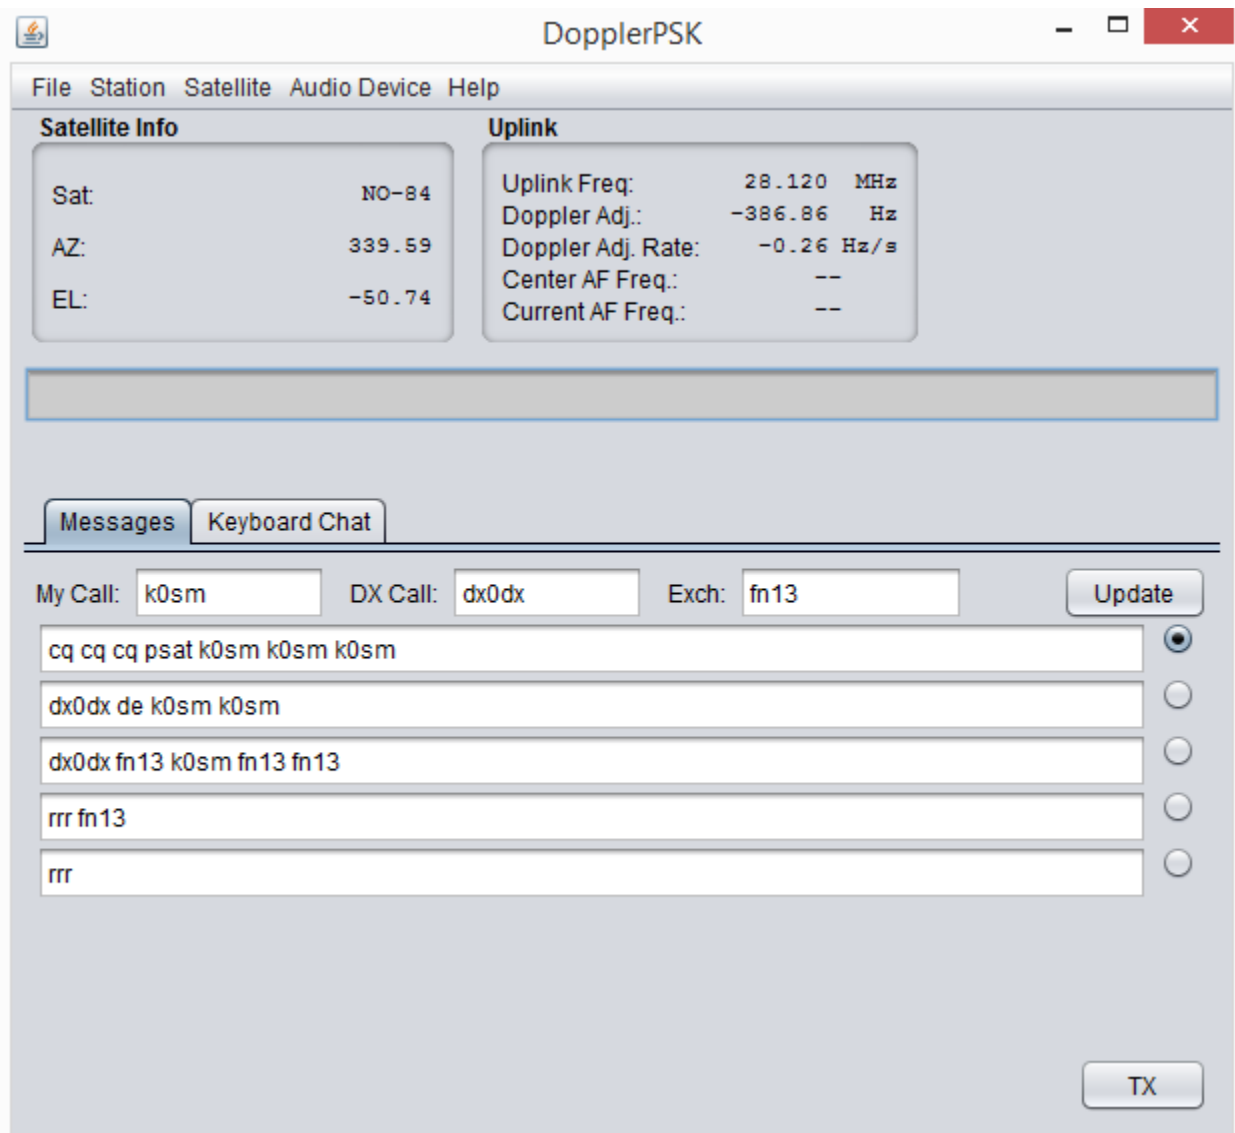 DopplerPSK
File Station Satellite Audio Device Help
Satellite Info
Sat: NO-84
AZ: 339.59
EL: -50.74
Uplink
Uplink Freq: 28.120 MHz
Doppler Adj.: -386.86 Hz
Doppler Adj. Rate: -0.26 Hz/s
Center AF Freq.: --
Current AF Freq.: --
Messages Keyboard Chat
My Call: k0sm DX Call: dx0dx Exch: fn13 Update
cq cq cq psat k0sm k0sm k0sm
dx0dx de k0sm k0sm
dx0dx fn13 k0sm fn13 fn13
rrr fn13
rrr
TX